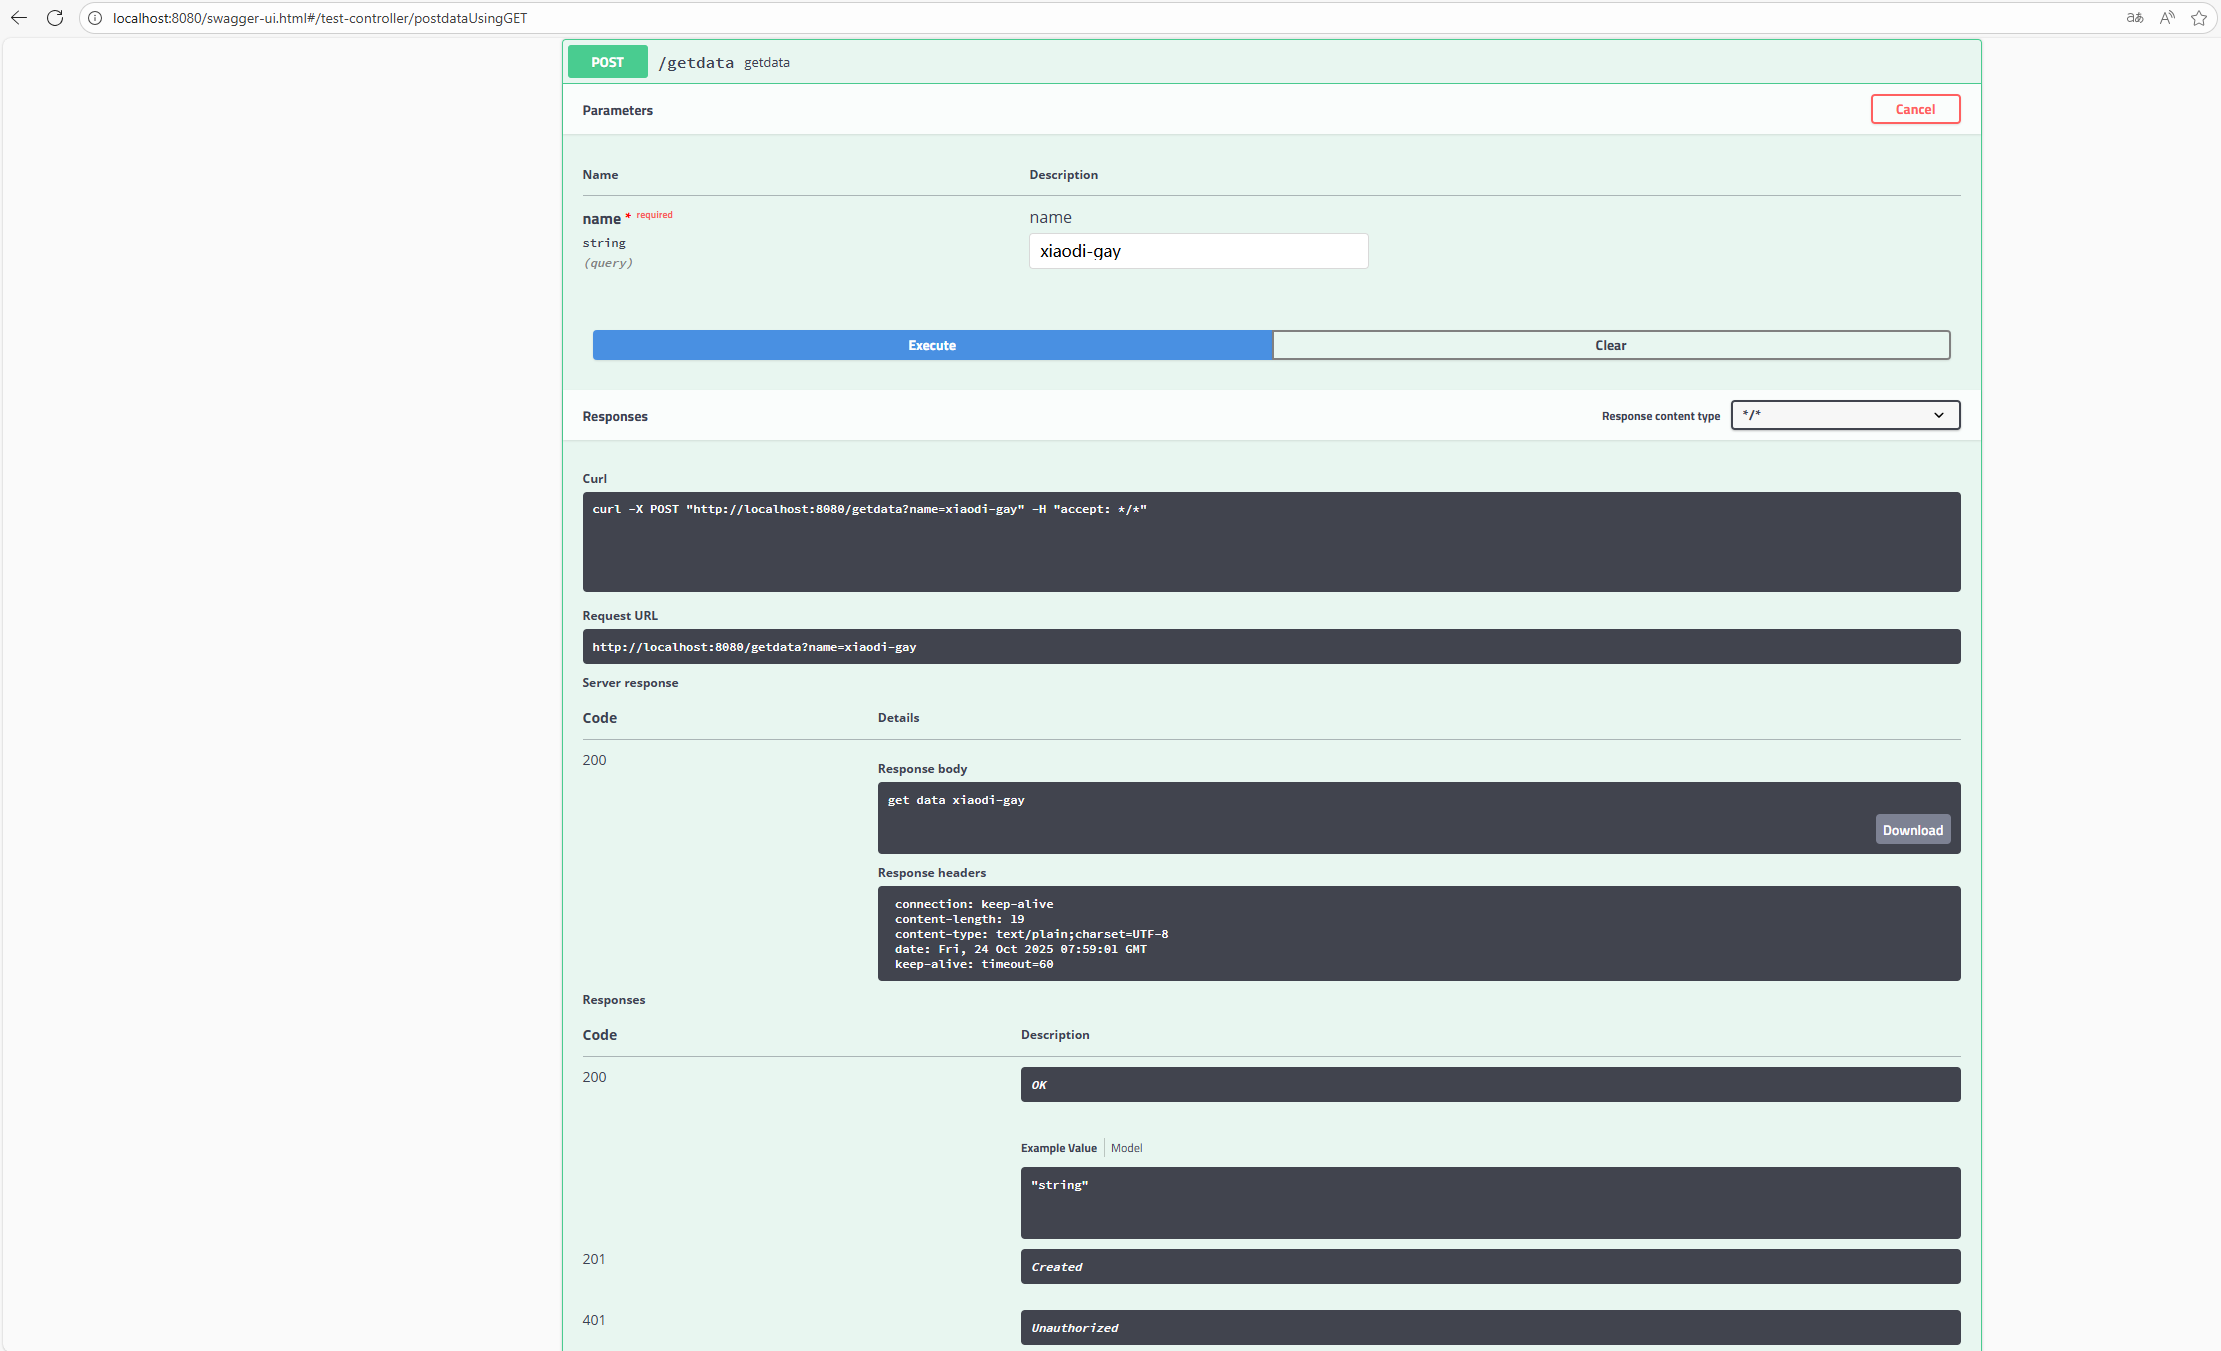 localhost:8080/swagger-ui.html#/test-controller/postdataUsingGET
POST /getdata getdata
Parameters Cancel
Name Description
name * required name
string xiaodi-gay
(query)
Execute Clear
Responses Response content type */*
Curl
curl -X POST "http://localhost:8080/getdata?name=xiaodi-gay" -H "accept: */*"
Request URL
http://localhost:8080/getdata?name=xiaodi-gay
Server response
Code Details
200
Response body
get data xiaodi-gay
Download
Response headers
connection: keep-alive
content-length: 19
content-type: text/plain;charset=UTF-8
date: Fri, 24 Oct 2025 07:59:01 GMT
keep-alive: timeout=60
Responses
Code Description
200 OK
Example Value Model
"string"
201 Created
401 Unauthorized